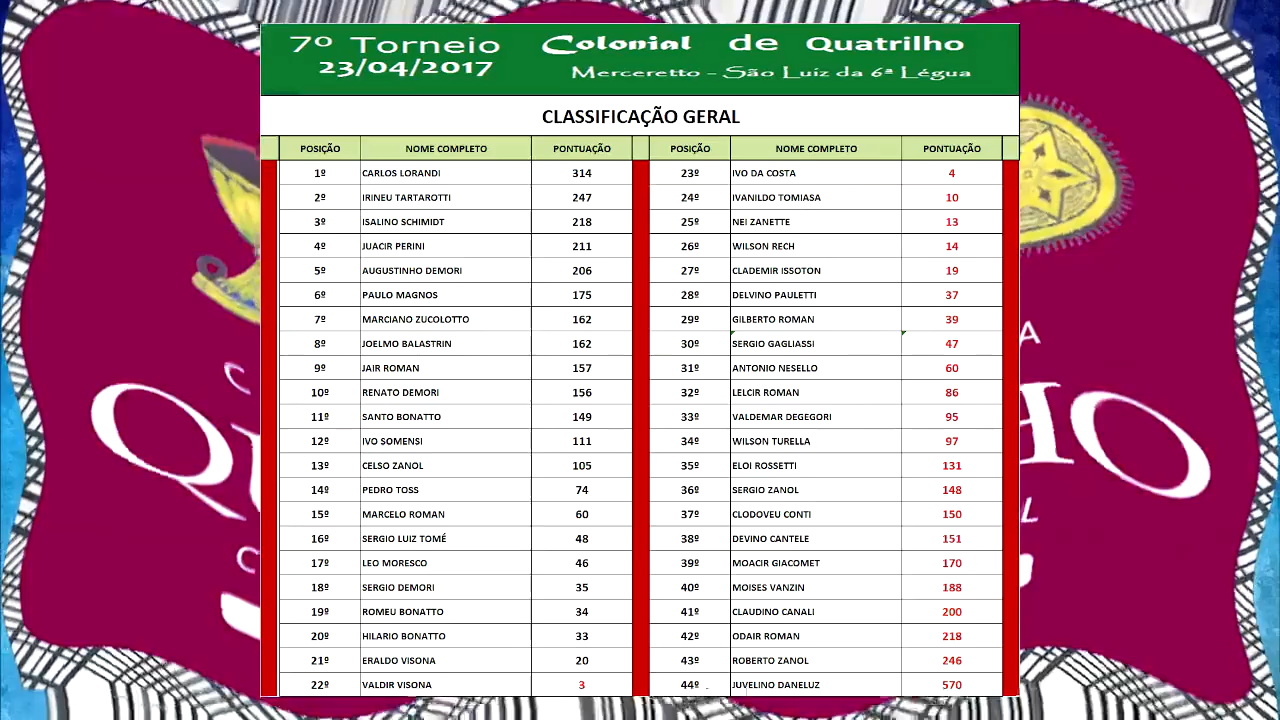 7º Torneio Colonial de Quatrilho
23/04/2017 Merceretto - São Luiz da 6ª Légua
CLASSIFICAÇÃO GERAL
POSIÇÃO NOME COMPLETO PONTUAÇÃO POSIÇÃO NOME COMPLETO PONTUAÇÃO
1º CARLOS LORANDI 314 23º IVO DA COSTA 4
2º IRINEU TARTAROTTI 247 24º IVANILDO TOMIASA 10
3º ISALINO SCHIMIDT 218 25º NEI ZANETTE 13
4º JUACIR PERINI 211 26º WILSON RECH 14
5º AUGUSTINHO DEMORI 206 27º CLADEMIR ISSOTON 19
6º PAULO MAGNOS 175 28º DELVINO PAULETTI 37
7º MARCIANO ZUCOLOTTO 162 29º GILBERTO ROMAN 39
8º JOELMO BALASTRIN 162 30º SERGIO GAGLIASSI 47
9º JAIR ROMAN 157 31º ANTONIO NESELLO 60
10º RENATO DEMORI 156 32º LELCIR ROMAN 86
11º SANTO BONATTO 149 33º VALDEMAR DEGEGORI 95
12º IVO SOMENSI 111 34º WILSON TURELLA 97
13º CELSO ZANOL 105 35º ELOI ROSSETTI 131
14º PEDRO TOSS 74 36º SERGIO ZANOL 148
15º MARCELO ROMAN 60 37º CLODOVEU CONTI 150
16º SERGIO LUIZ TOMÉ 48 38º DEVINO CANTELE 151
17º LEO MORESCO 46 39º MOACIR GIACOMET 170
18º SERGIO DEMORI 35 40º MOISES VANZIN 188
19º ROMEU BONATTO 34 41º CLAUDINO CANALI 200
20º HILARIO BONATTO 33 42º ODAIR ROMAN 218
21º ERALDO VISONA 20 43º ROBERTO ZANOL 246
22º VALDIR VISONA 3 44º JUVELINO DANELUZ 570